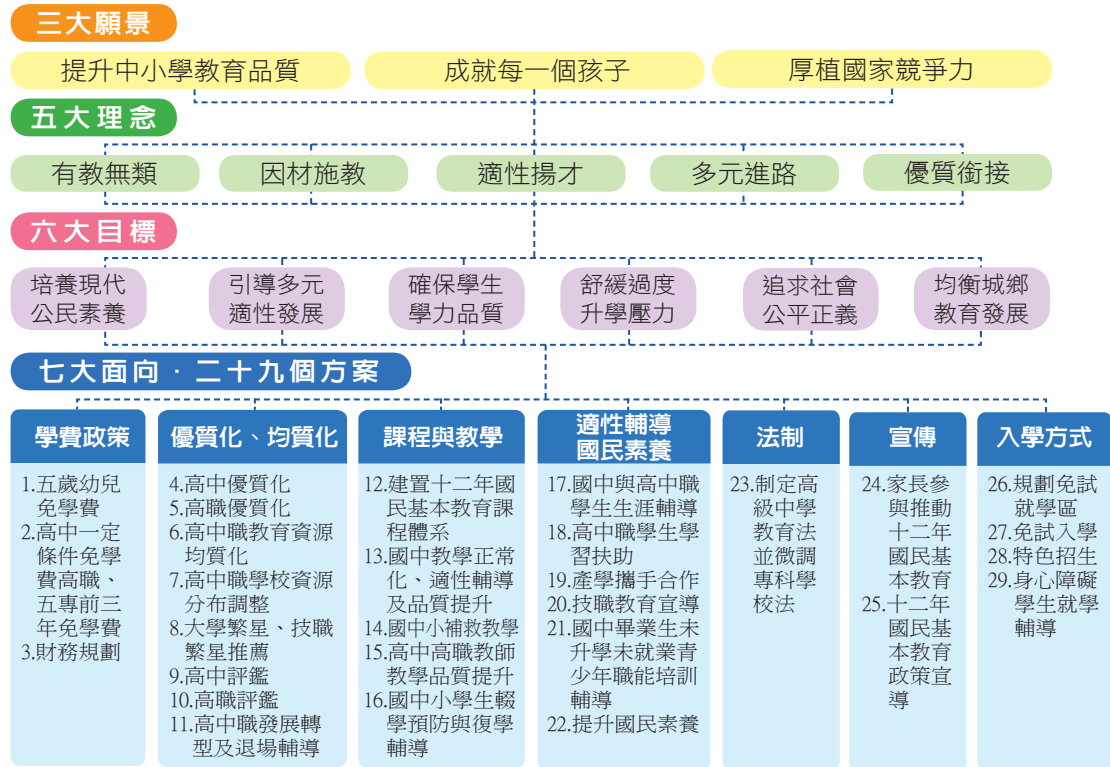 三大願景
提升中小學教育品質
成就每一個孩子
厚植國家競爭力
五大理念
有教無類
因材施教
適性揚才
多元進路
優質銜接
六大目標
培養現代
公民素養
引導多元
適性發展
確保學生
學力品質
舒緩過度
升學壓力
追求社會
公平正義
均衡城鄉
教育發展
七大面向‧二十九個方案
學費政策
1.五歲幼兒
免學費
2.高中一定
條件免學
費高職、
五專前三
年免學費
3.財務規劃
優質化、均質化
4.高中優質化
5.高職優質化
6.高中職教育資源
均質化
7.高中職學校資源
分布調整
8.大學繁星、技職
繁星推薦
9.高中評鑑
10.高職評鑑
11.高中職發展轉
型及退場輔導
課程與教學
12.建置十二年國
民基本教育課
程體系
13.國中教學正常
化、適性輔導
及品質提升
14.國中小補救教學
15.高中高職教師
教學品質提升
16.國中小學生輟
學預防與復學
輔導
適性輔導
國民素養
17.國中與高中職
學生生涯輔導
18.高中職學生學
習扶助
19.產學攜手合作
20.技職教育宣導
21.國中畢業生未
升學未就業青
少年職能培訓
輔導
22.提升國民素養
法制
23.制定高
級中學
教育法
並微調
專科學
校法
宣傳
24.家長參
與推動
十二年
國民基
本教育
25.十二年
國民基
本教育
政策宣
導
入學方式
26.規劃免試
就學區
27.免試入學
28.特色招生
29.身心障礙
學生就學
輔導